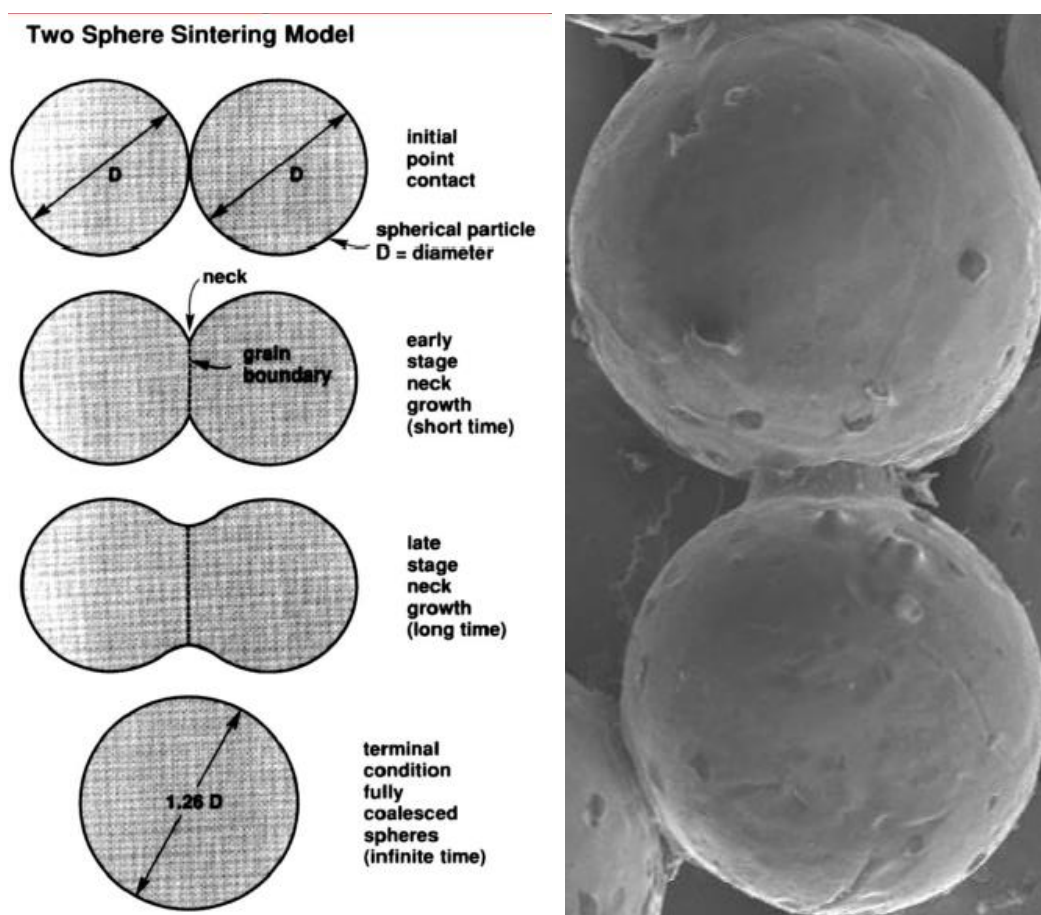 Two Sphere Sintering Model
D
D
initial
point
contact
spherical particle
D = diameter
neck
grain
boundary
early
stage
neck
growth
(short time)
late
stage
neck
growth
(long time)
1.26 D
terminal
condition
fully
coalesced
spheres
(infinite time)